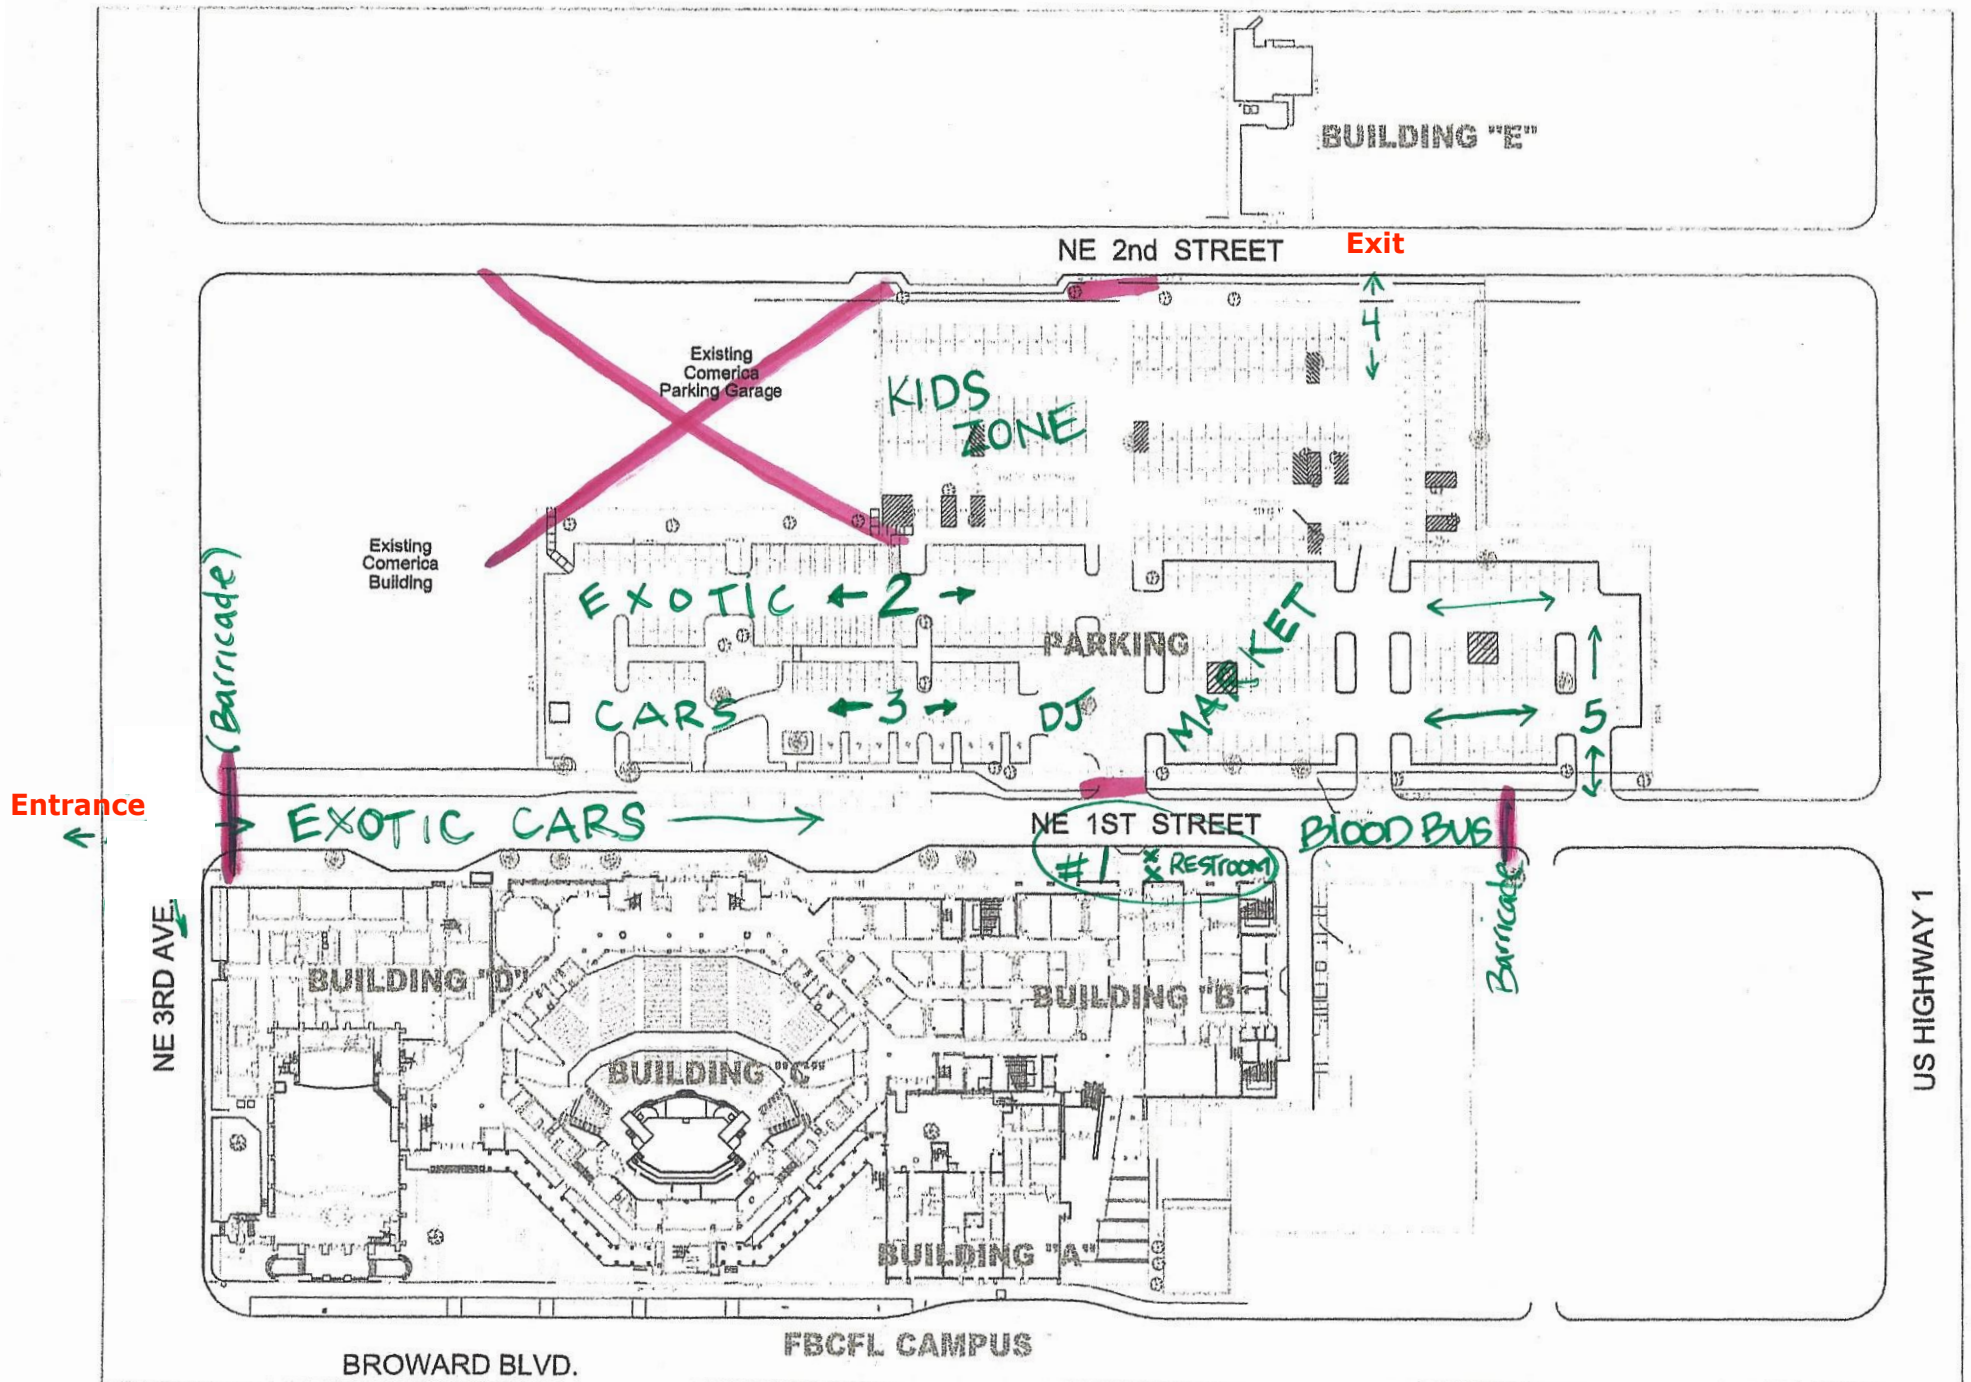 BUILDING "E"
NE 2nd STREET
Exit
4
Existing
Comerica
Parking Garage
KIDS
ZONE
Existing
Comerica
Building
(Barricade)
EXOTIC 2
PARKING
MARKET
CARS 3
DJ
5
Entrance
EXOTIC CARS
NE 1ST STREET
BLOOD BUS
#1 RESTROOM
Barricade
NE 3RD AVE.
US HIGHWAY 1
BUILDING "D"
BUILDING "B"
BUILDING "C"
BUILDING "A"
FBCFL CAMPUS
BROWARD BLVD.